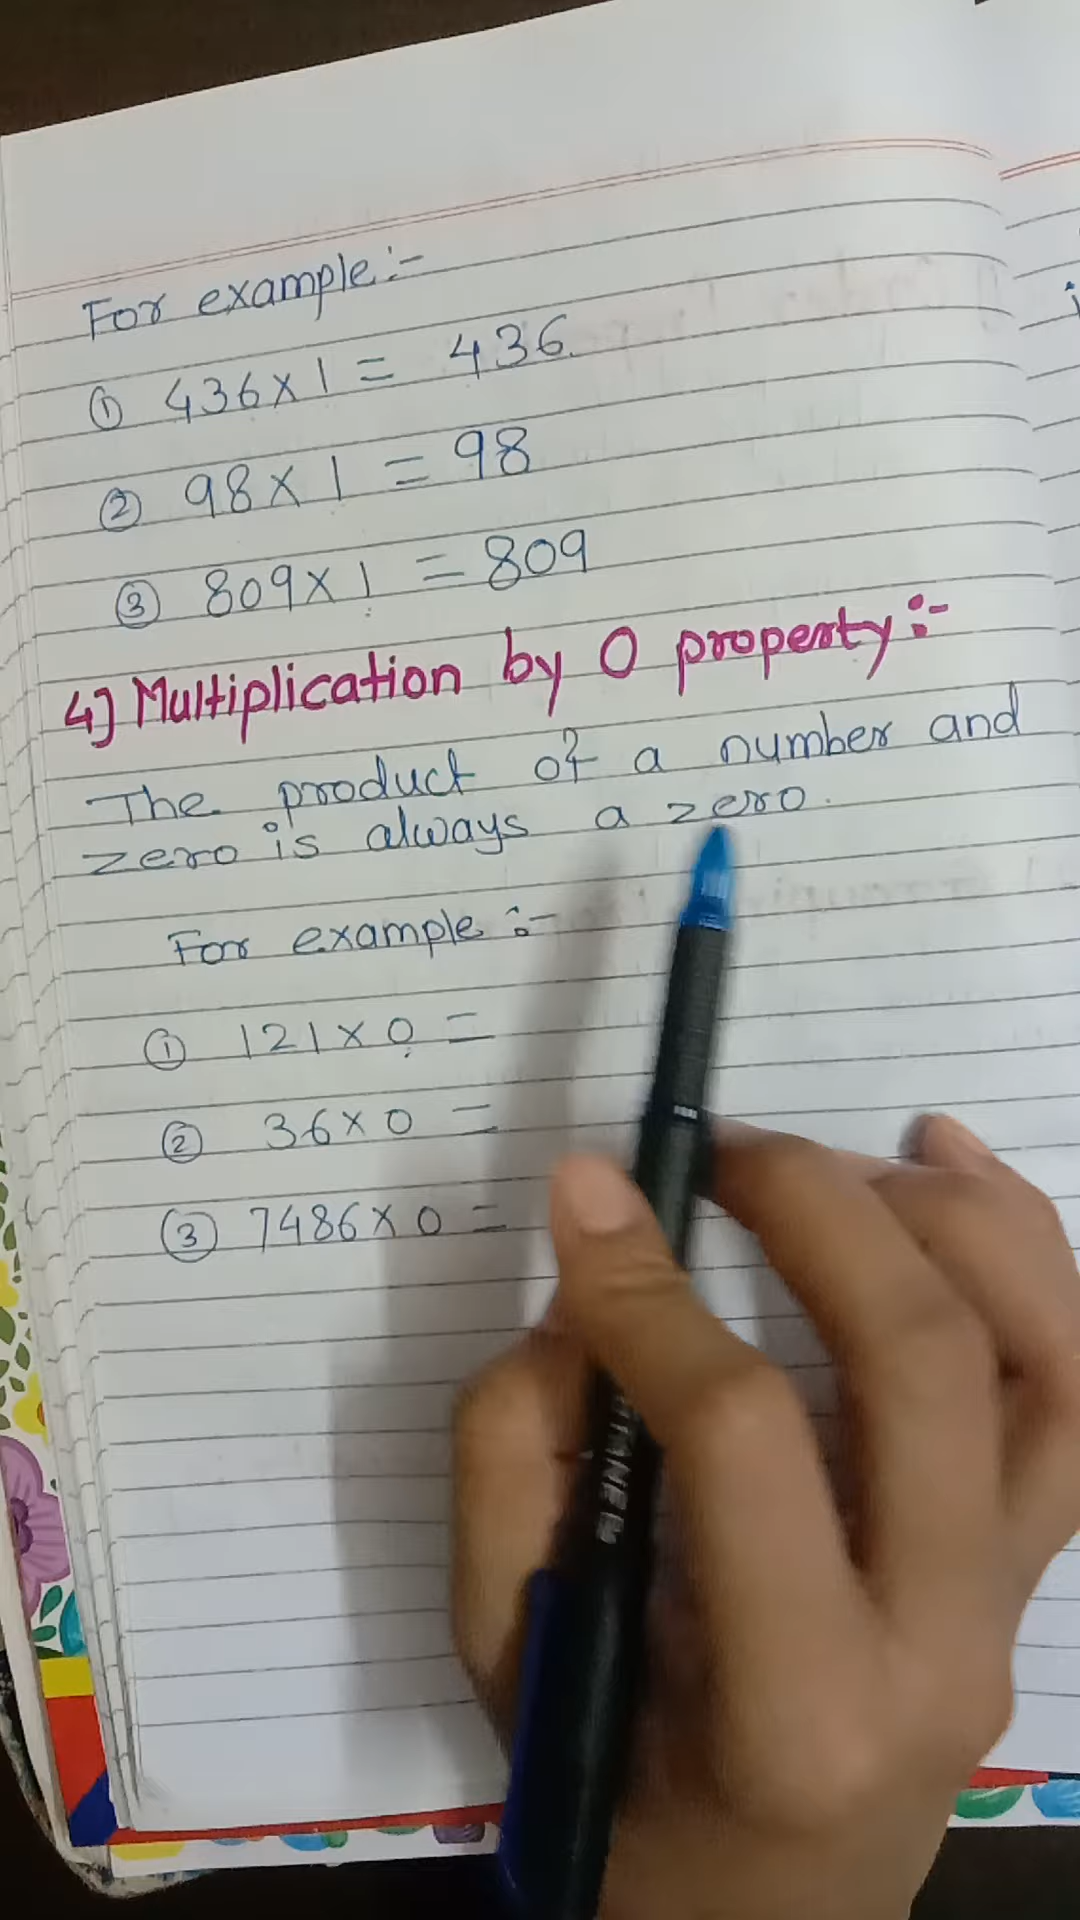 For example:-
① 436 × 1 = 436.
② 98 × 1 = 98
③ 809 × 1 = 809
4] Multiplication by 0 property:-
The product of a number and
zero is always a zero.
For example:-
① 121 × 0 =
② 36 × 0 =
③ 7486 × 0 =